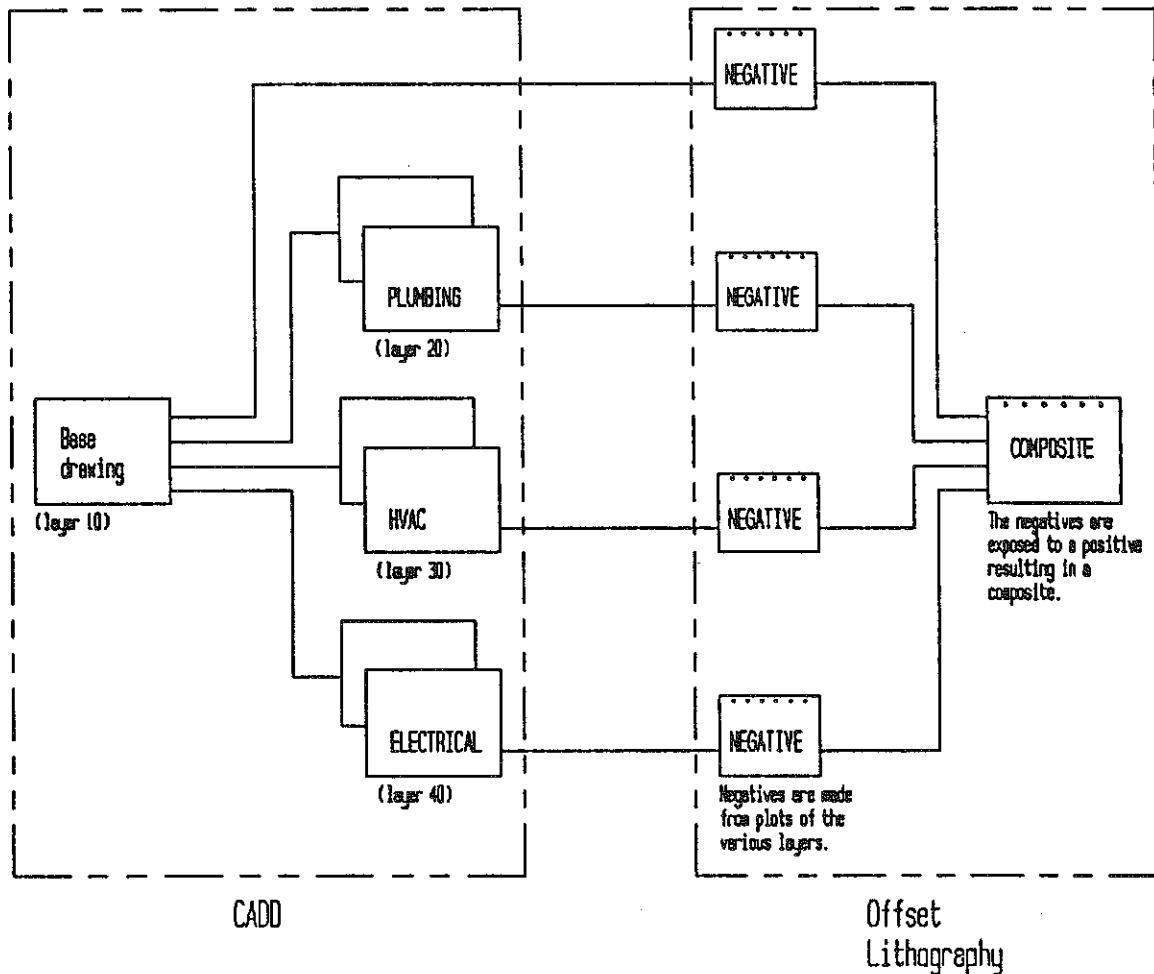 NEGATIVE
PLUMBING
(layer 20)
NEGATIVE
Base
drawing
(layer 10)
HVAC
(layer 30)
NEGATIVE
COMPOSITE
The negatives are
exposed to a positive
resulting in a
composite.
ELECTRICAL
(layer 40)
NEGATIVE
Negatives are made
from plots of the
various layers.
CADD
Offset
Lithography